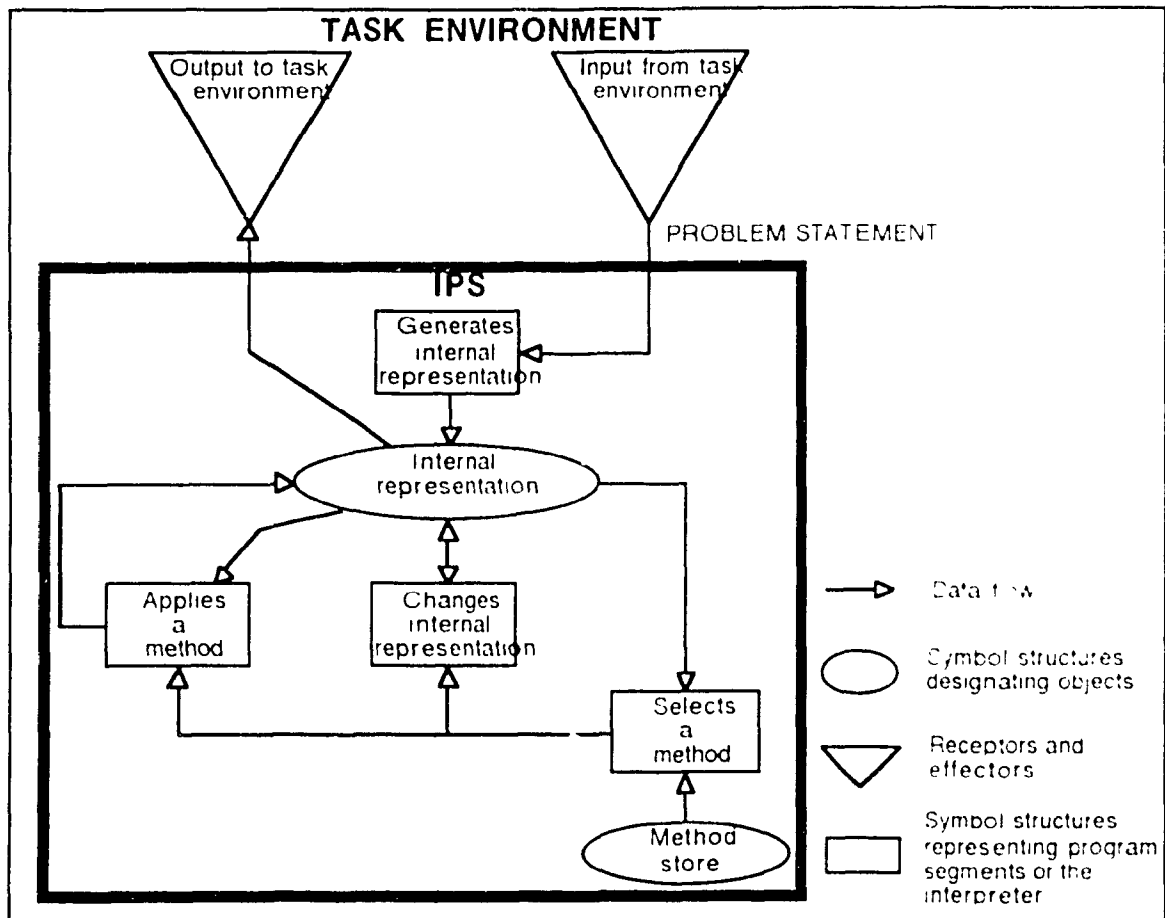 TASK ENVIRONMENT
Output to task
environment
Input from task
environment
PROBLEM STATEMENT
IPS
Generates
internal
representation
Internal
representation
Applies
a
method
Changes
internal
representation
Selects
a
method
Method
store
Data flow
Symbol structures
designating objects
Receptors and
effectors
Symbol structures
representing program
segments or the
interpreter